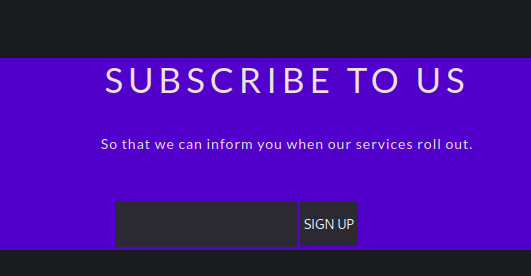 SUBSCRIBE TO US
So that we can inform you when our services roll out.
SIGN UP